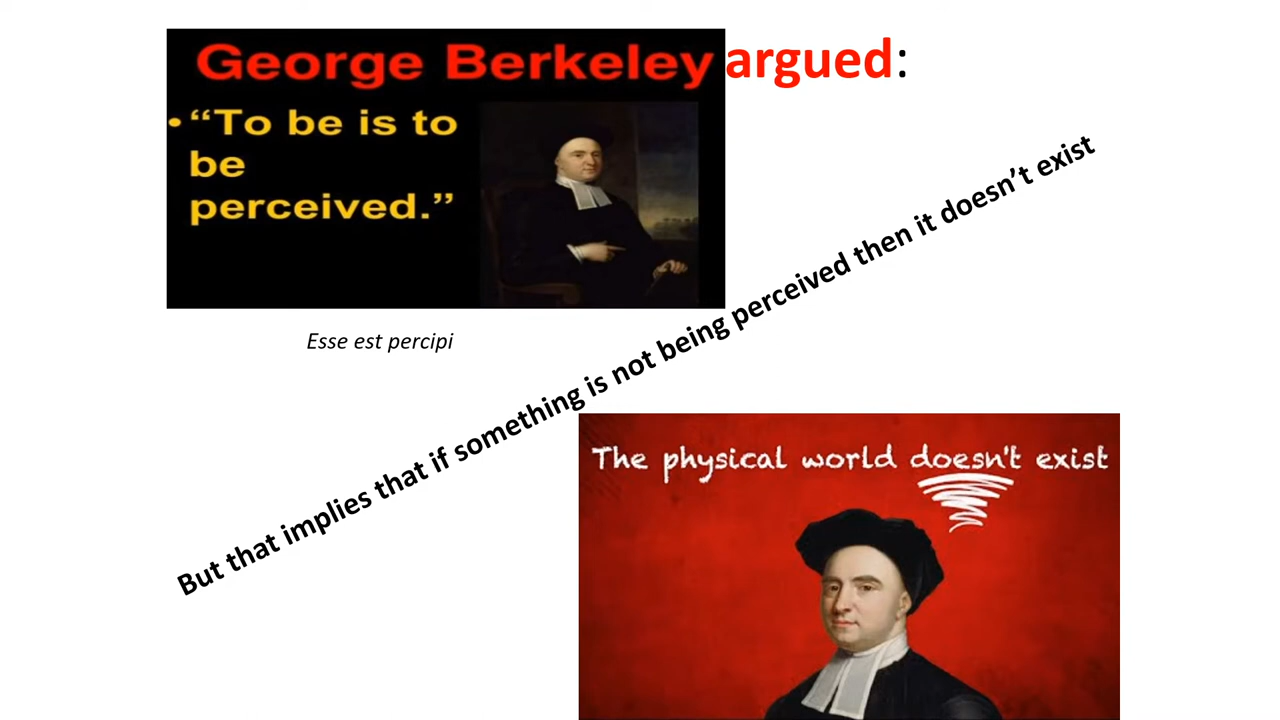 George Berkeley argued:
• “To be is to
be
perceived.”
Esse est percipi
But that implies that if something is not being perceived then it doesn’t exist
The physical world doesn't exist